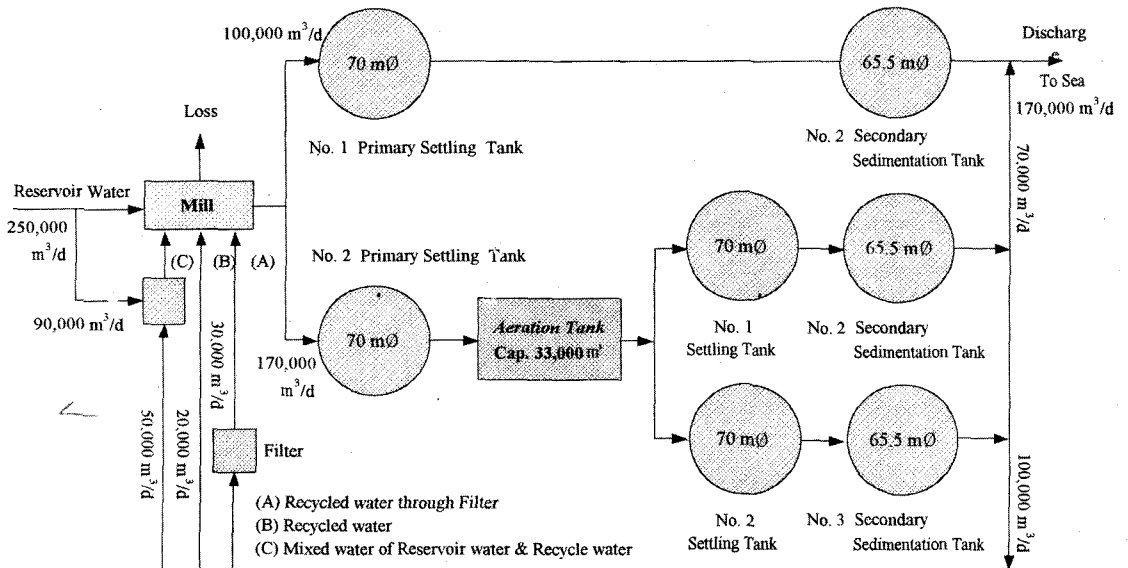 100,000 m³/d
70 mØ
65.5 mØ
Discharg
e
To Sea
170,000 m³/d
Loss
No. 1 Primary Settling Tank
No. 2 Secondary
Sedimentation Tank
70,000 m³/d
Reservoir Water
Mill
250,000
m³/d
(C)
(B)
(A)
No. 2 Primary Settling Tank
70 mØ
65.5 mØ
90,000 m³/d
30,000 m³/d
70 mØ
Aeration Tank
Cap. 33,000 m³
No. 1
Settling Tank
No. 2 Secondary
Sedimentation Tank
170,000
m³/d
50,000 m³/d
20,000 m³/d
Filter
70 mØ
65.5 mØ
100,000 m³/d
(A) Recycled water through Filter
(B) Recycled water
(C) Mixed water of Reservoir water & Recycle water
No. 2
Settling Tank
No. 3 Secondary
Sedimentation Tank